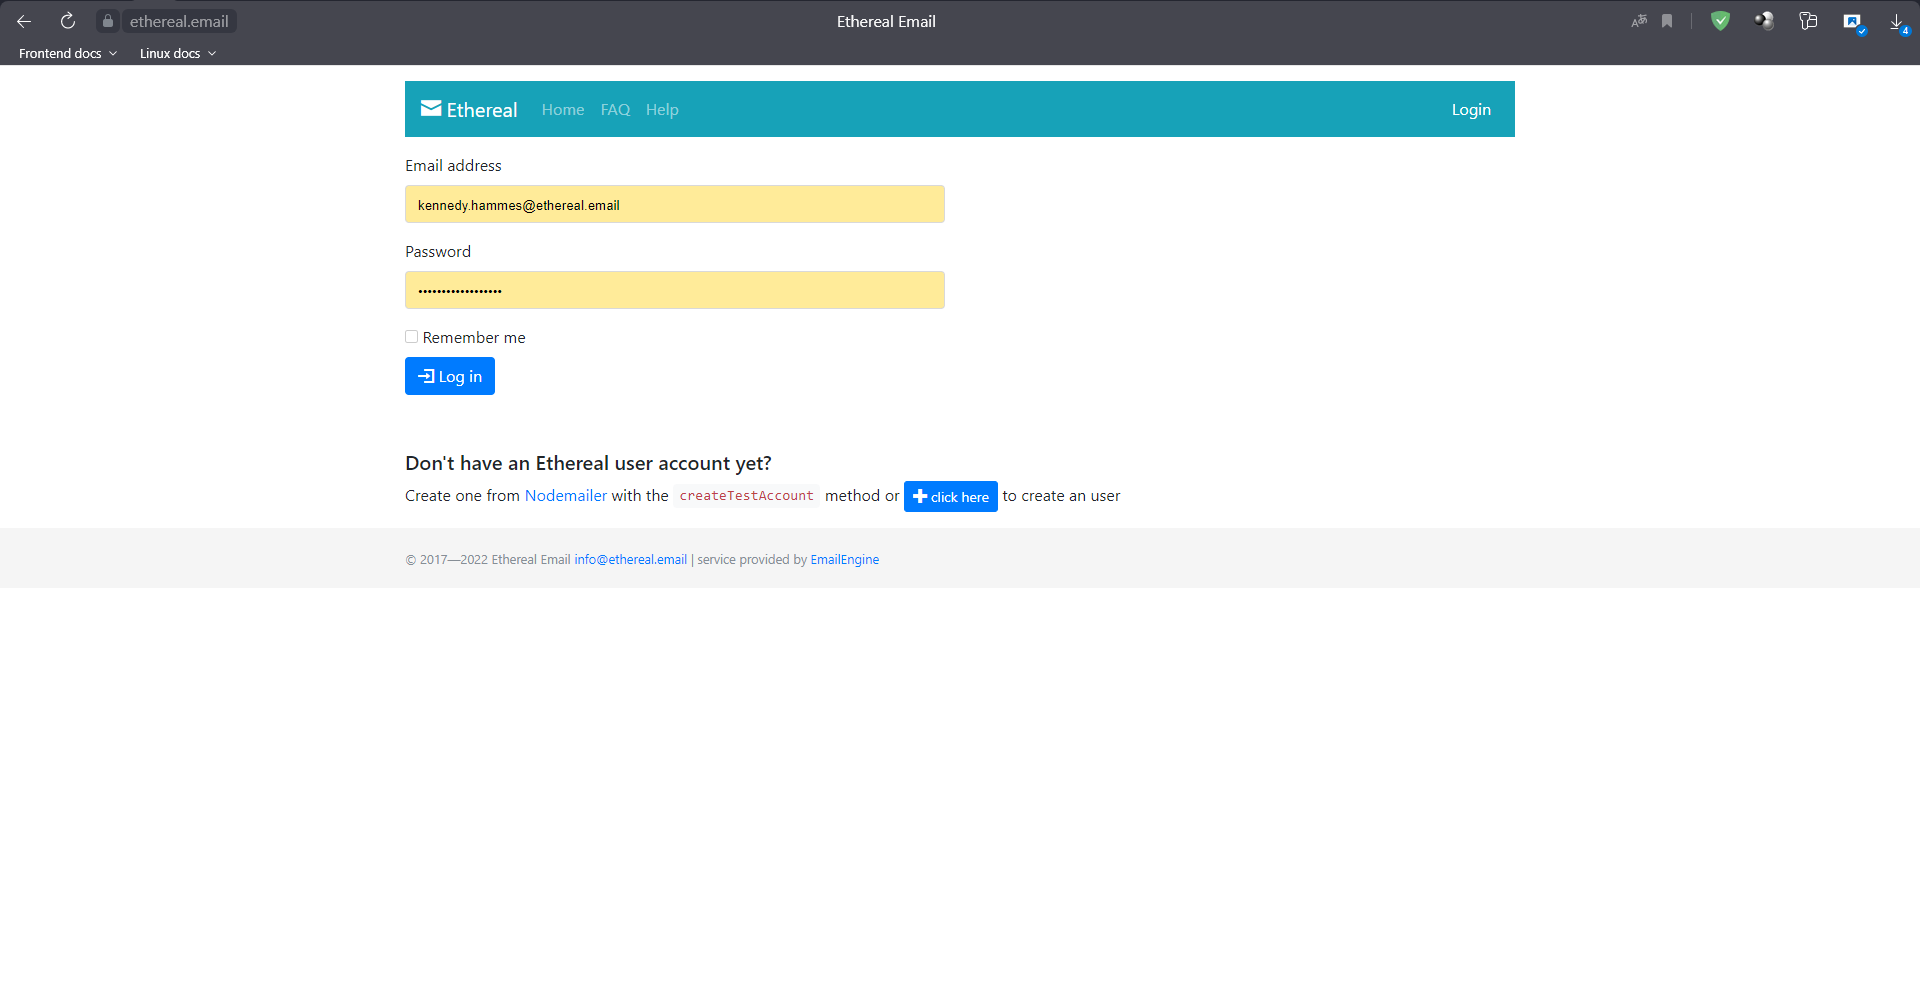 ethereal.email
Ethereal Email
4
Frontend docs
Linux docs
Ethereal
Home
FAQ
Help
Login
Email address
kennedy.hammes@ethereal.email
Password
••••••••••••••••••
Remember me
Log in
Don't have an Ethereal user account yet?
Create one from Nodemailer with the createTestAccount method or click here to create an user
© 2017—2022 Ethereal Email info@ethereal.email | service provided by EmailEngine